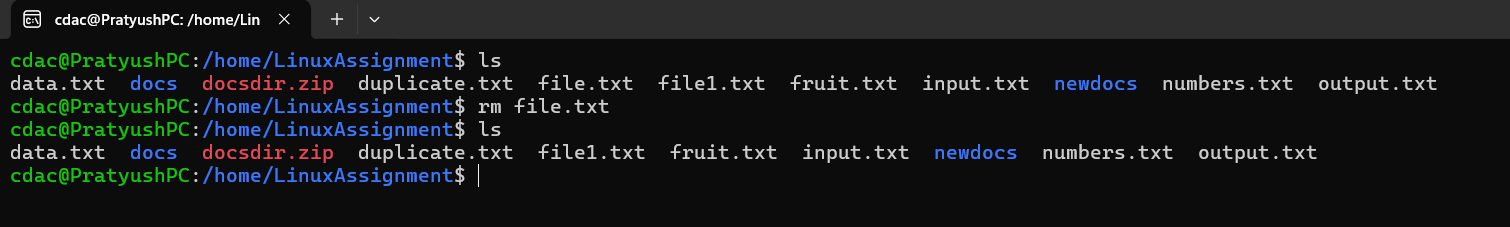 cdac@PratyushPC: /home/Lin
cdac@PratyushPC:/home/LinuxAssignment$ ls
data.txt docs docsdir.zip duplicate.txt file.txt file1.txt fruit.txt input.txt newdocs numbers.txt output.txt
cdac@PratyushPC:/home/LinuxAssignment$ rm file.txt
cdac@PratyushPC:/home/LinuxAssignment$ ls
data.txt docs docsdir.zip duplicate.txt file1.txt fruit.txt input.txt newdocs numbers.txt output.txt
cdac@PratyushPC:/home/LinuxAssignment$